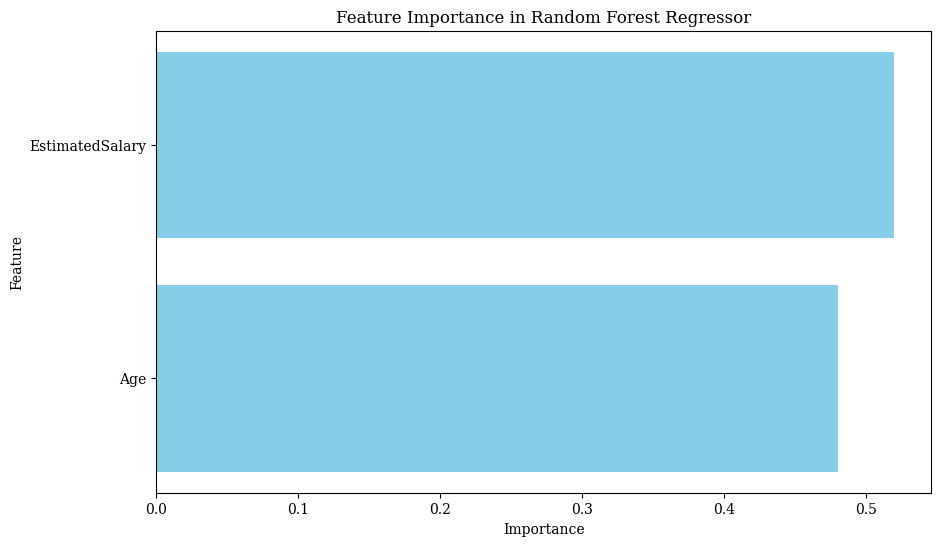 Feature Importance in Random Forest Regressor
EstimatedSalary
Feature
Age
0.0 0.1 0.2 0.3 0.4 0.5
Importance